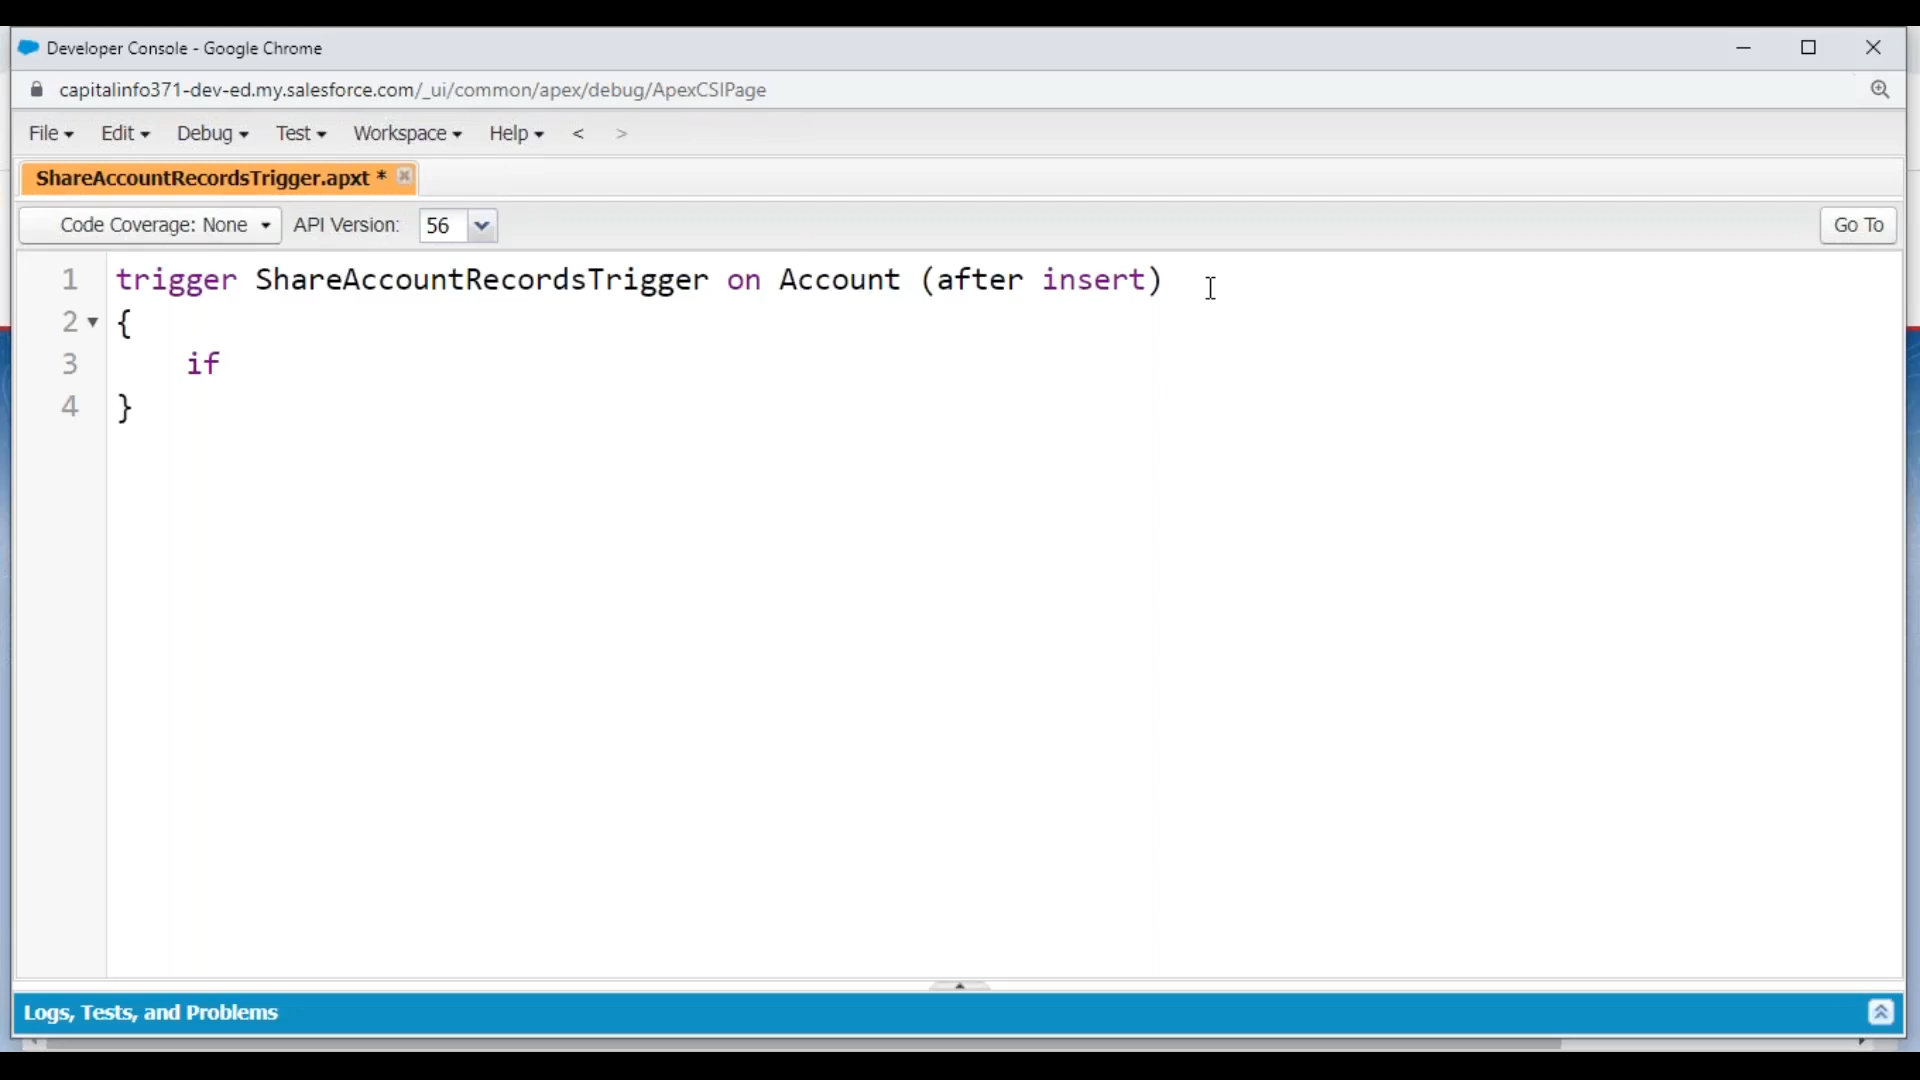 Developer Console - Google Chrome
capitalinfo371-dev-ed.my.salesforce.com/_ui/common/apex/debug/ApexCSIPage
File Edit Debug Test Workspace Help < >
ShareAccountRecordsTrigger.apxt *
Code Coverage: None API Version: 56 Go To
1 trigger ShareAccountRecordsTrigger on Account (after insert)
2 {
3 if
4 }
Logs, Tests, and Problems